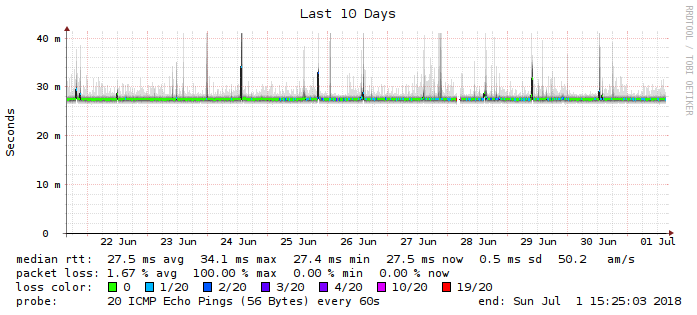 Last 10 Days
RRDTOOL / TOBI OETIKER
Seconds
40 m
30 m
20 m
10 m
0
22 Jun 23 Jun 24 Jun 25 Jun 26 Jun 27 Jun 28 Jun 29 Jun 30 Jun 01 Jul
median rtt: 27.5 ms avg 34.1 ms max 27.4 ms min 27.5 ms now 0.5 ms sd 50.2 am/s
packet loss: 1.67 % avg 100.00 % max 0.00 % min 0.00 % now
loss color: 0 1/20 2/20 3/20 4/20 10/20 19/20
probe: 20 ICMP Echo Pings (56 Bytes) every 60s end: Sun Jul 1 15:25:03 2018